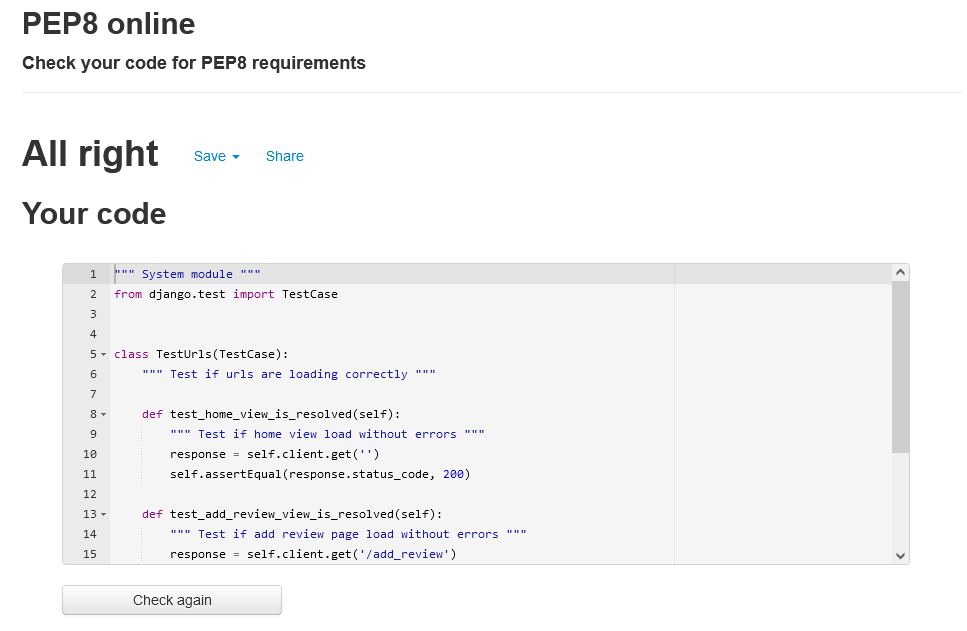 PEP8 online
Check your code for PEP8 requirements
All right Save Share
Your code
1 """ System module """
2 from django.test import TestCase
3
4
5 class TestUrls(TestCase):
6     """ Test if urls are loading correctly """
7
8     def test_home_view_is_resolved(self):
9         """ Test if home view load without errors """
10         response = self.client.get('')
11         self.assertEqual(response.status_code, 200)
12
13     def test_add_review_view_is_resolved(self):
14         """ Test if add review page load without errors """
15         response = self.client.get('/add_review')
Check again